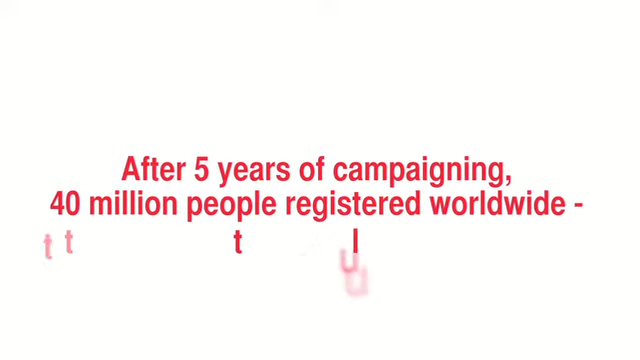 After 5 years of campaigning,
40 million people registered worldwide -